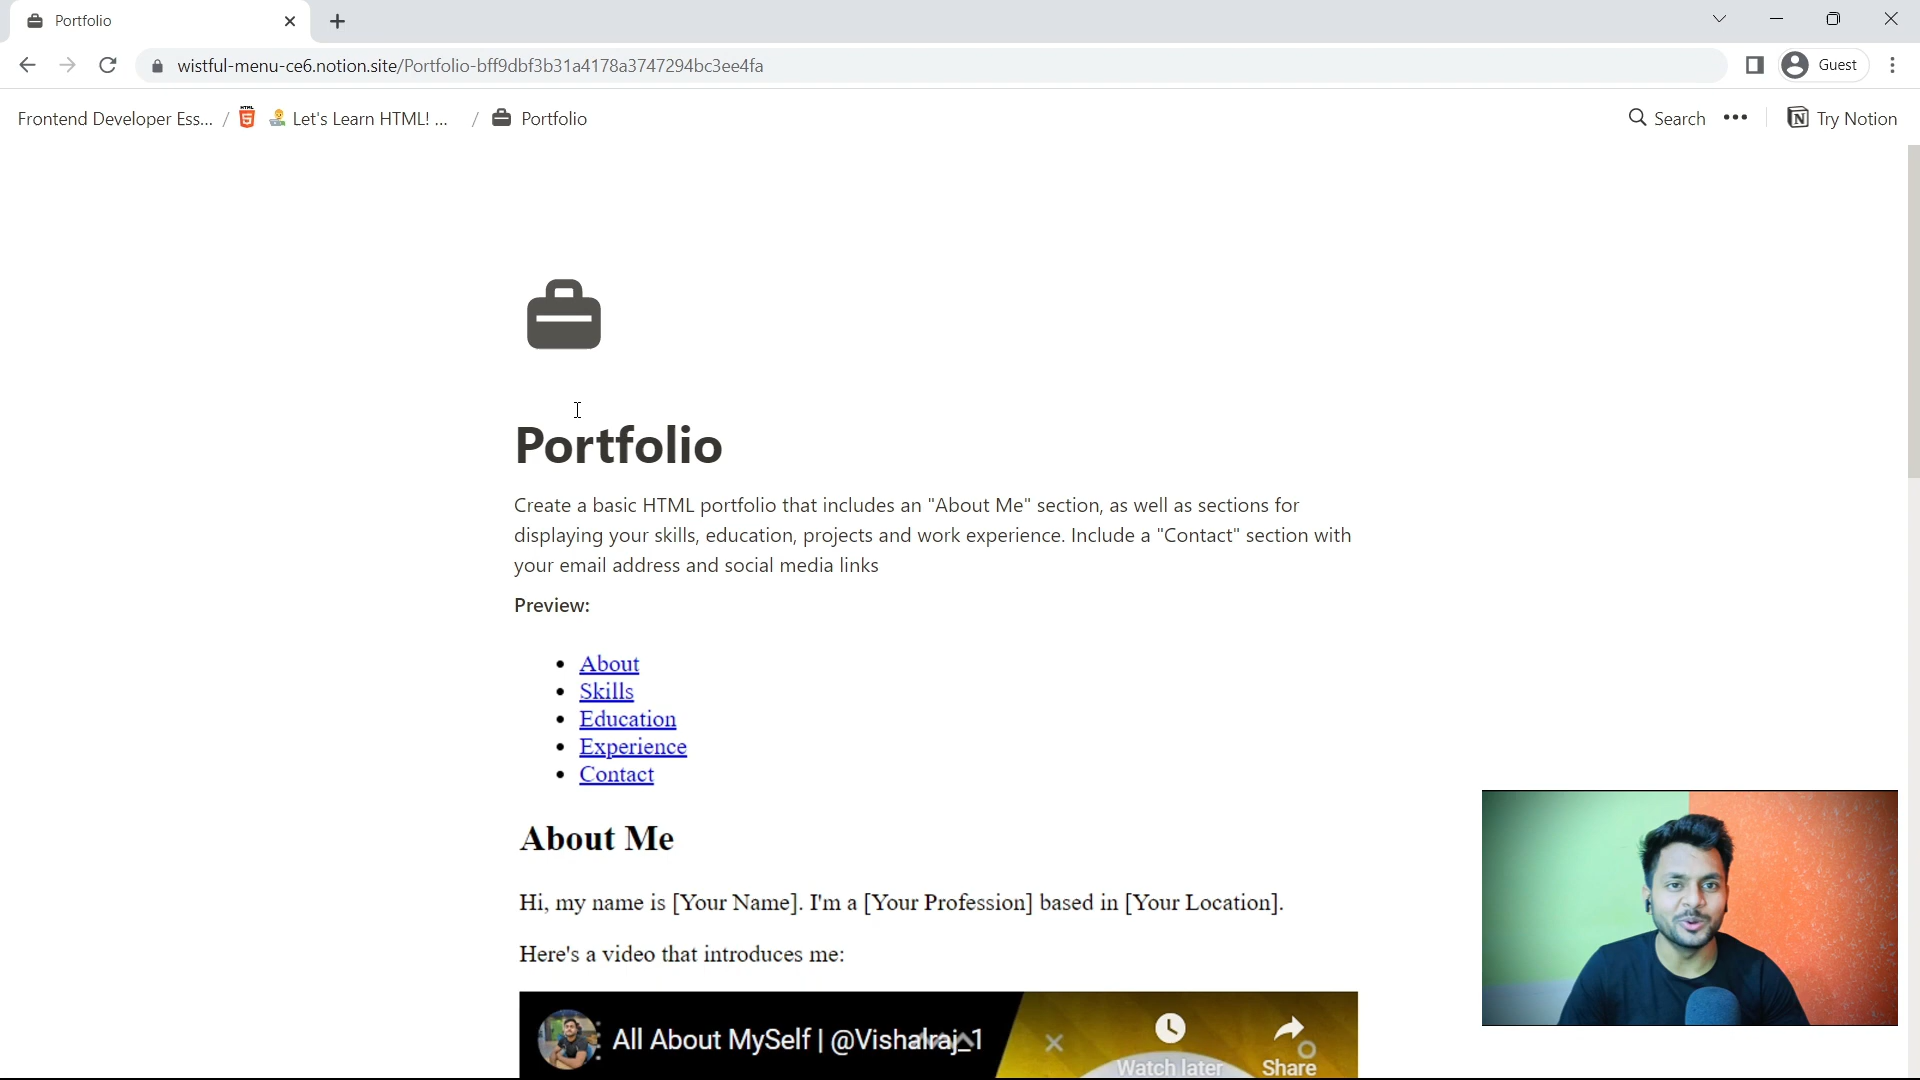 Portfolio
wistful-menu-ce6.notion.site/Portfolio-bff9dbf3b31a4178a3747294bc3ee4fa
Guest
Frontend Developer Ess... / Let's Learn HTML! ... / Portfolio
Search
Try Notion
Portfolio
Create a basic HTML portfolio that includes an "About Me" section, as well as sections for
displaying your skills, education, projects and work experience. Include a "Contact" section with
your email address and social media links
Preview:
• About
• Skills
• Education
• Experience
• Contact
About Me
Hi, my name is [Your Name]. I'm a [Your Profession] based in [Your Location].
Here's a video that introduces me:
All About MySelf | @Vishalraj_1
Watch later
Share